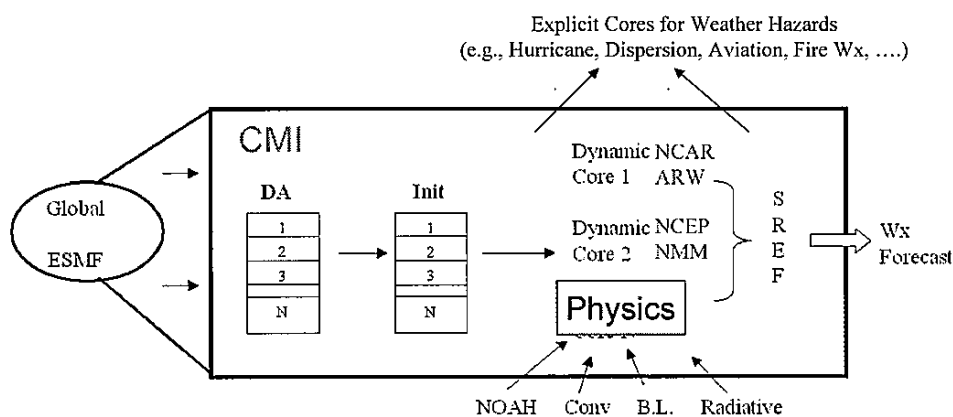 Explicit Cores for Weather Hazards
(e.g., Hurricane, Dispersion, Aviation, Fire Wx, ....)
CMI
Global
ESMF
DA
1
2
3
N
Init
1
2
3
N
Dynamic NCAR
Core 1 ARW
Dynamic NCEP
Core 2 NMM
Physics
S
R
E
F
Wx
Forecast
NOAH Conv B.L. Radiative